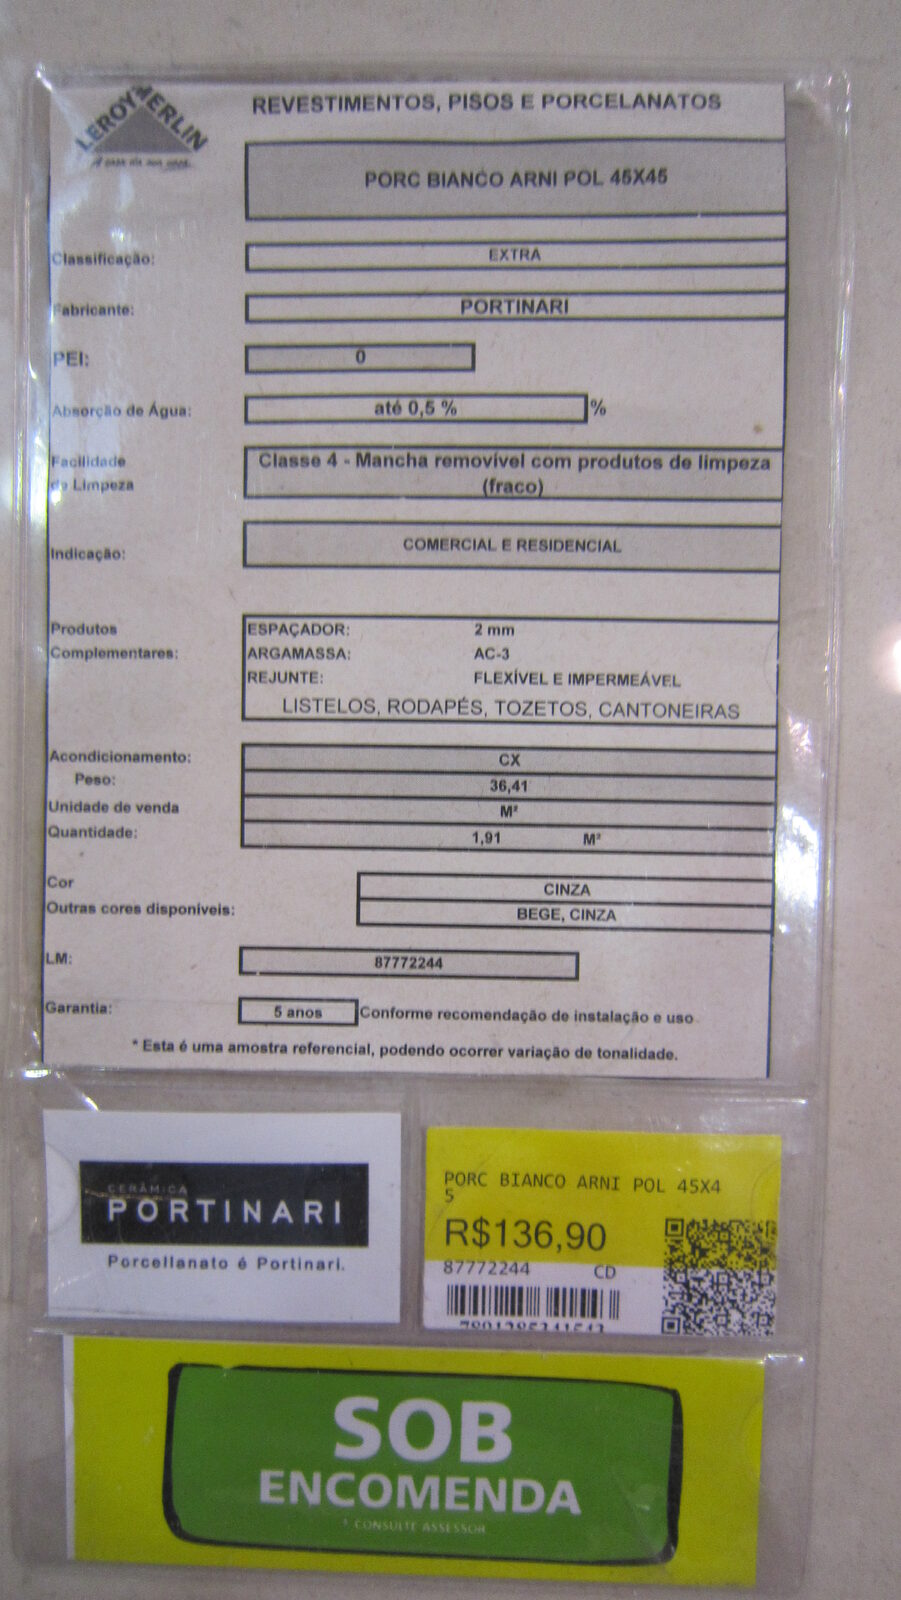 LEROY MERLIN
A casa da sua vida.
REVESTIMENTOS, PISOS E PORCELANATOS
PORC BIANCO ARNI POL 45X45
Classificação: EXTRA
Fabricante: PORTINARI
PEI: 0
Absorção de Água: até 0,5 % %
Facilidade de Limpeza Classe 4 - Mancha removível com produtos de limpeza
(fraco)
Indicação: COMERCIAL E RESIDENCIAL
Produtos ESPAÇADOR: 2 mm
Complementares: ARGAMASSA: AC-3
REJUNTE: FLEXÍVEL E IMPERMEÁVEL
LISTELOS, RODAPÉS, TOZETOS, CANTONEIRAS
Acondicionamento: CX
Peso: 36,41
Unidade de venda M²
Quantidade: 1,91 M²
Cor CINZA
Outras cores disponíveis: BEGE, CINZA
LM: 87772244
Garantia: 5 anos Conforme recomendação de instalação e uso
* Esta é uma amostra referencial, podendo ocorrer variação de tonalidade.
CERÂMICA
PORTINARI
Porcellanato é Portinari.
PORC BIANCO ARNI POL 45X4
5
R$136,90
87772244 CD
SOB
ENCOMENDA
* CONSULTE ASSESSOR